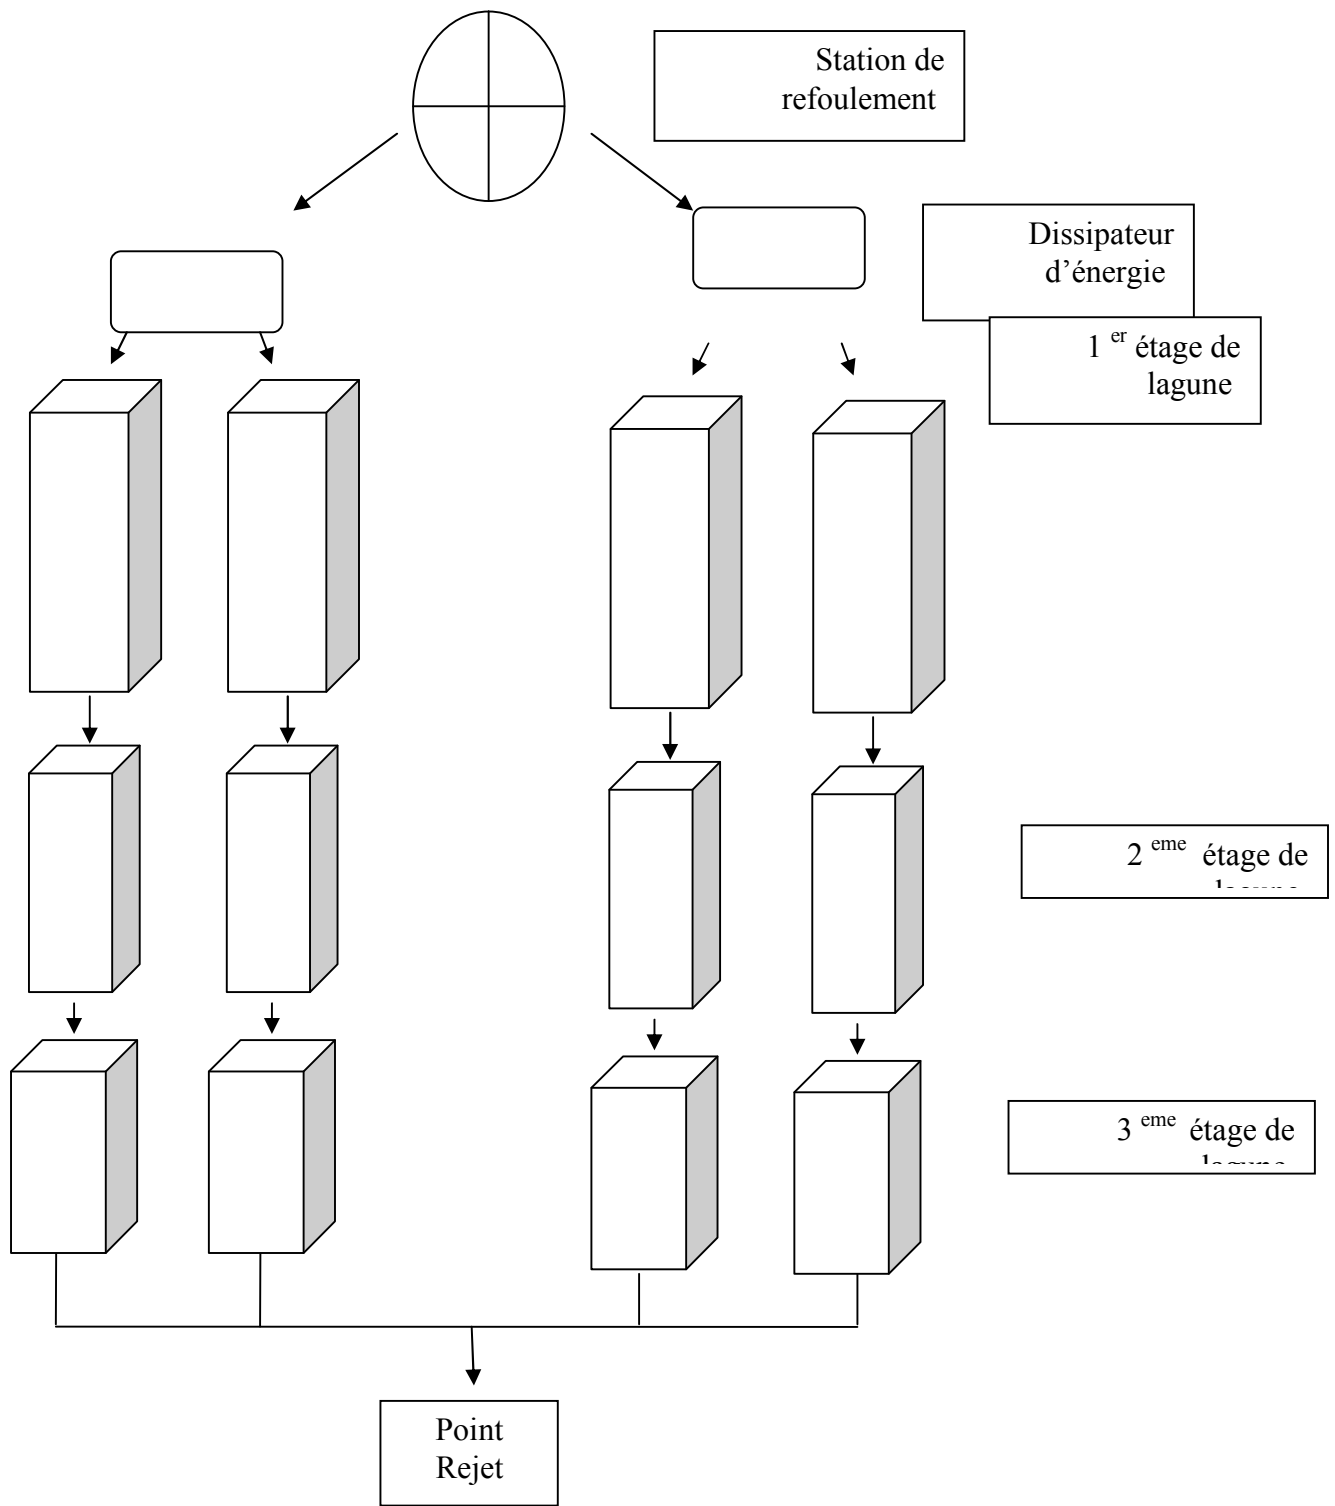 Station de
refoulement
Dissipateur
d’énergie
1 er étage de
lagune
2 eme étage de
3 eme étage de
Point
Rejet